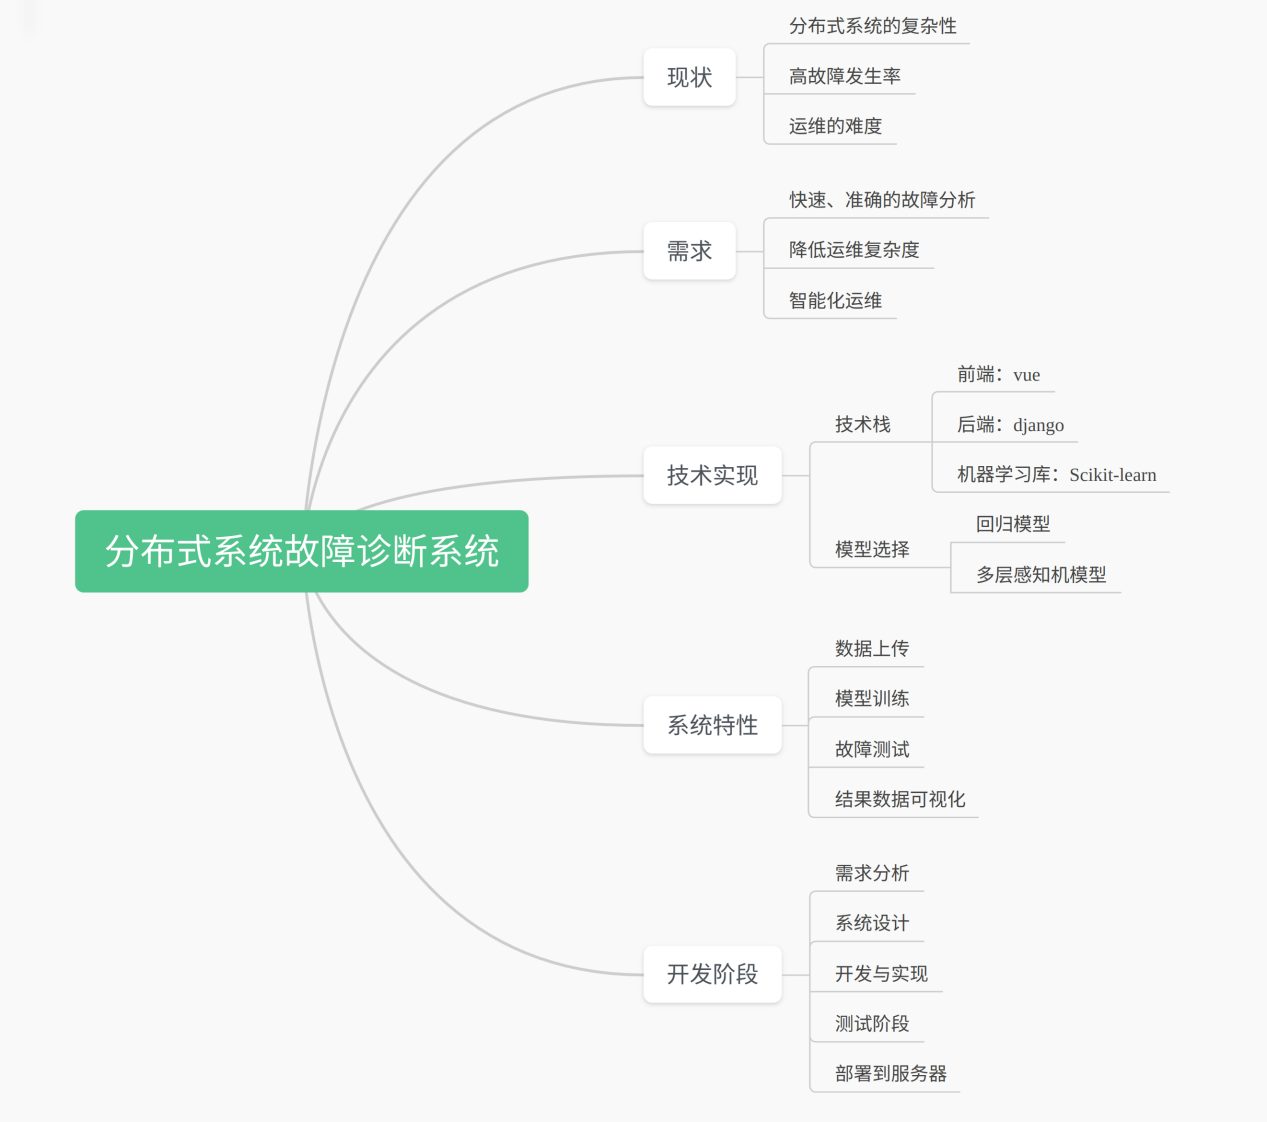 分布式系统故障诊断系统
现状
分布式系统的复杂性
高故障发生率
运维的难度
需求
快速、准确的故障分析
降低运维复杂度
智能化运维
技术实现
技术栈
前端：vue
后端：django
机器学习库：Scikit-learn
模型选择
回归模型
多层感知机模型
系统特性
数据上传
模型训练
故障测试
结果数据可视化
开发阶段
需求分析
系统设计
开发与实现
测试阶段
部署到服务器